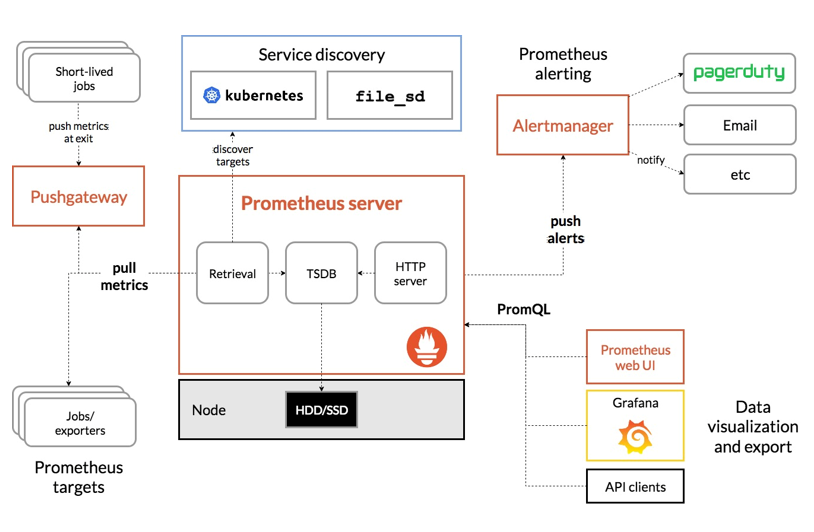 Short-lived
jobs
push metrics
at exit
Pushgateway
Service discovery
kubernetes
file_sd
discover
targets
Prometheus
alerting
Alertmanager
pagerduty
Email
notify
etc
Prometheus server
Retrieval
TSDB
HTTP
server
pull
metrics
push
alerts
PromQL
Node
HDD/SSD
Jobs/
exporters
Prometheus
targets
Prometheus
web UI
Grafana
API clients
Data
visualization
and export